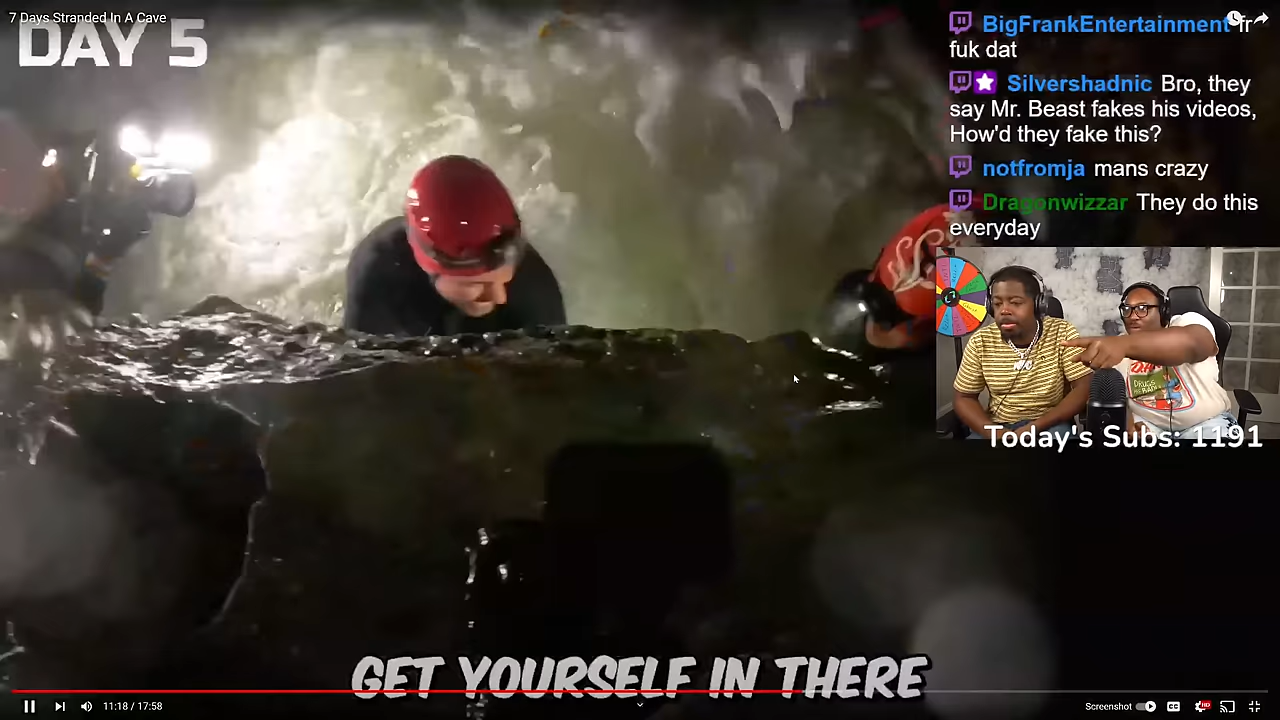 7 Days Stranded In A Cave
DAY 5
BigFrankEntertainment fr
fuk dat
Silvershadnic Bro, they
say Mr. Beast fakes his videos,
How'd they fake this?
notfromja mans crazy
Dragonwizzar They do this
everyday
Today's Subs: 1191
GET YOURSELF IN THERE
11:18 / 17:58
Screenshot
CC
HD